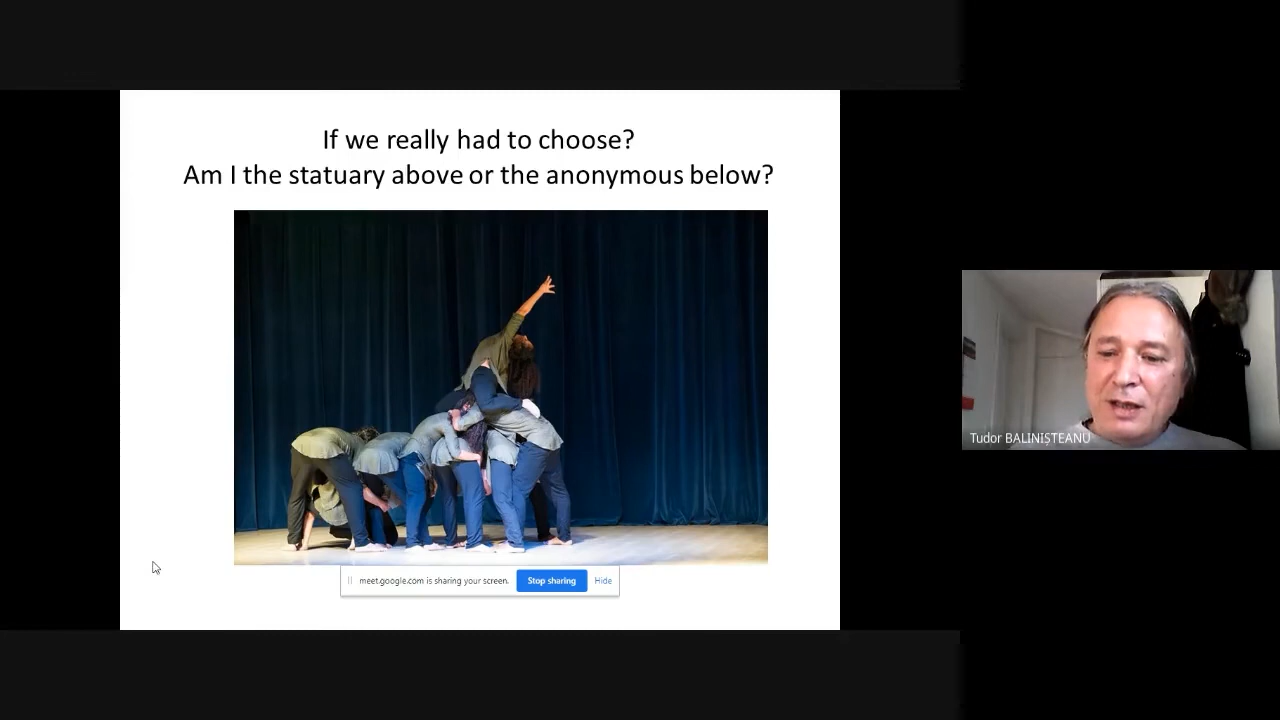 If we really had to choose?
Am I the statuary above or the anonymous below?
meet.google.com is sharing your screen.
Stop sharing
Hide
Tudor BALINIȘTEANU